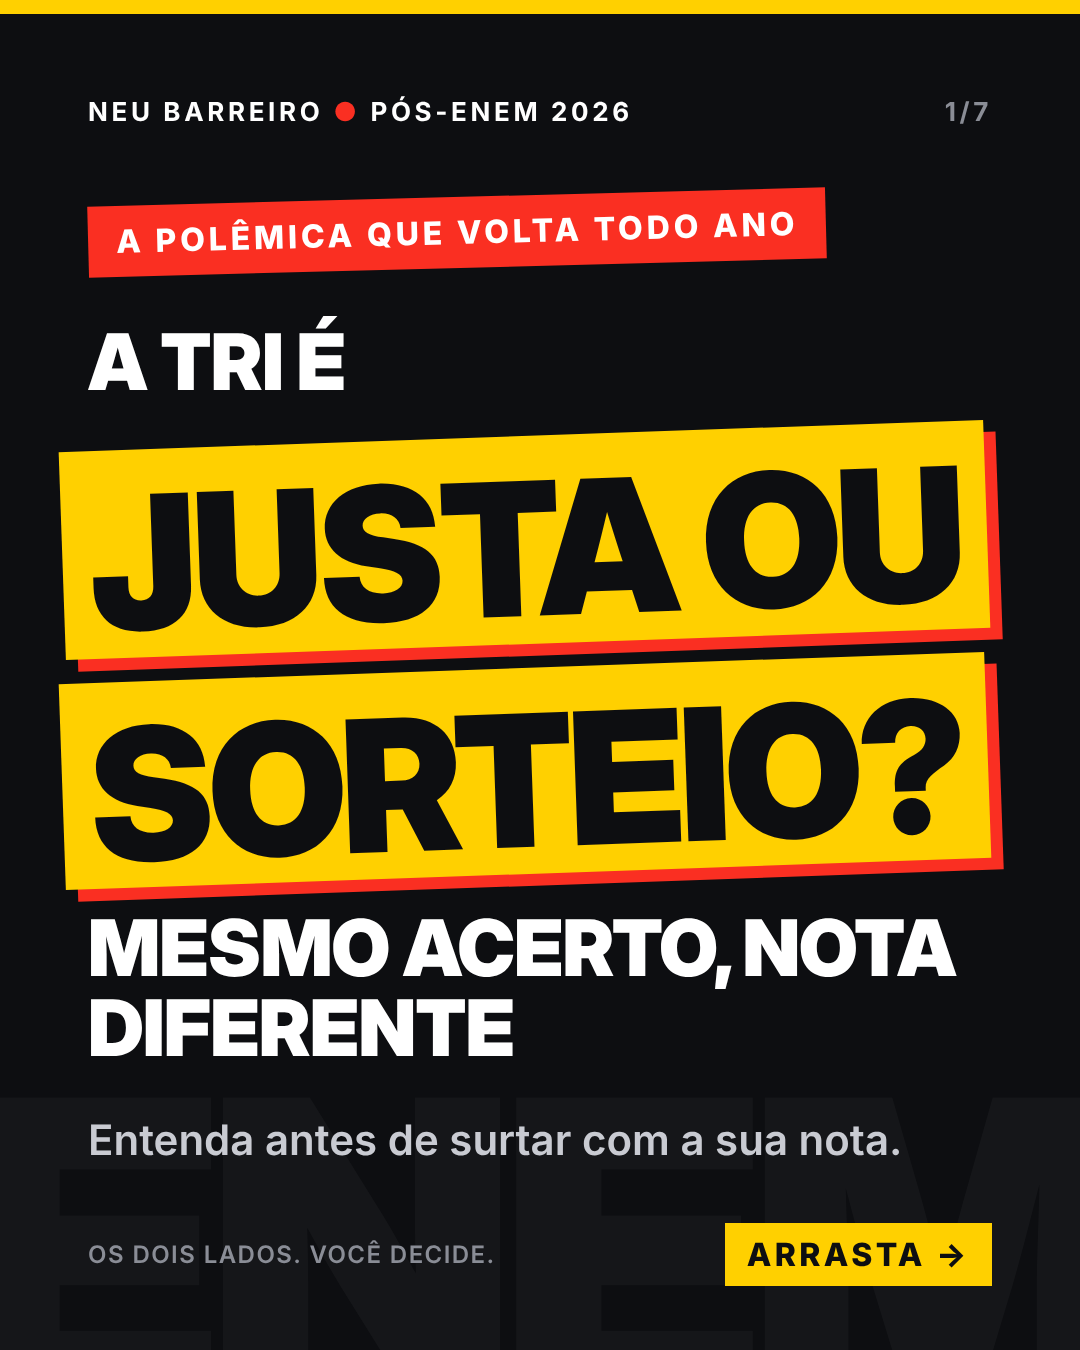 NEU BARREIRO ● PÓS-ENEM 2026
1/7
A POLÊMICA QUE VOLTA TODO ANO
A TRI É
JUSTA OU
SORTEIO?
MESMO ACERTO, NOTA
DIFERENTE
Entenda antes de surtar com a sua nota.
OS DOIS LADOS. VOCÊ DECIDE.
ARRASTA →
ENEM